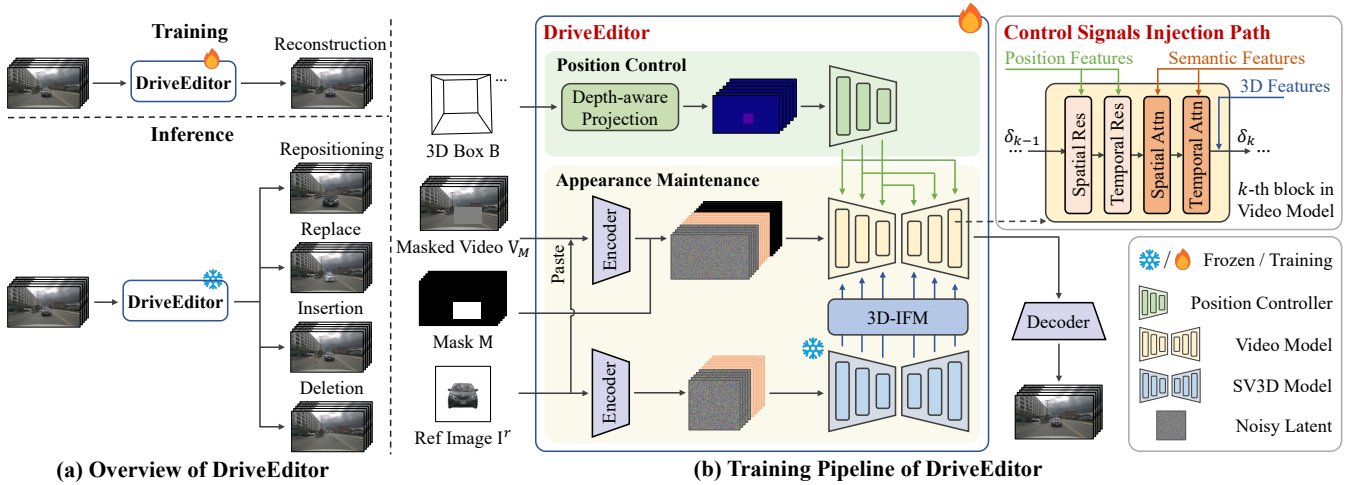 Training
DriveEditor
Reconstruction
Inference
DriveEditor
Repositioning
Replace
Insertion
Deletion
(a) Overview of DriveEditor
...
3D Box B
Masked Video V_M
Mask M
Ref Image I^r
Paste
DriveEditor
Position Control
Depth-aware
Projection
Appearance Maintenance
Encoder
Encoder
3D-IFM
Decoder
(b) Training Pipeline of DriveEditor
Control Signals Injection Path
Position Features
Semantic Features
3D Features
δ_{k−1}
...
Spatial Res
Temporal Res
Spatial Attn
Temporal Attn
δ_k
...
k-th block in
Video Model
/
Frozen / Training
Position Controller
Video Model
SV3D Model
Noisy Latent